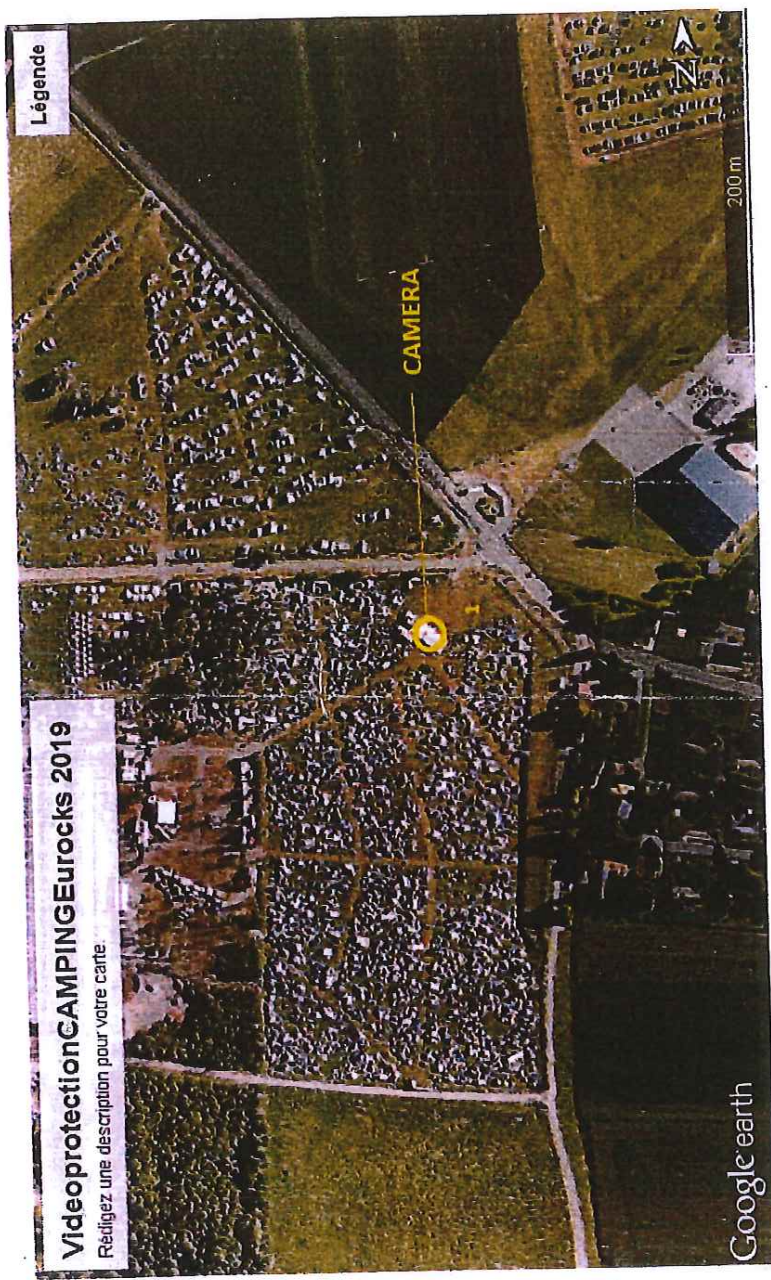 VideoprotectionCAMPINGEurocks 2019
Rédigez une description pour votre carte.
Légende
CAMERA
1
N
200 m
Google earth